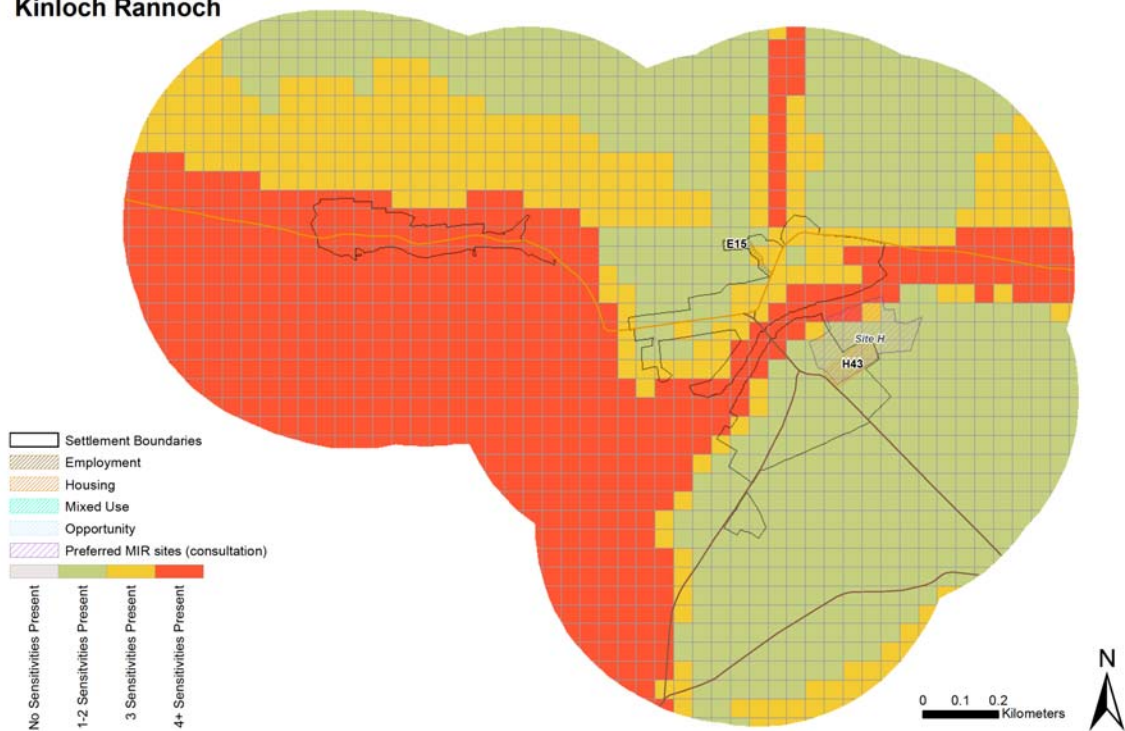 Kinloch Rannoch
E15
Site H
H43
Settlement Boundaries
Employment
Housing
Mixed Use
Opportunity
Preferred MIR sites (consultation)
No Sensitivities Present
1-2 Sensitvities Present
3 Sensitivities Present
4+ Sensitivities Present
N
0 0.1 0.2
Kilometers